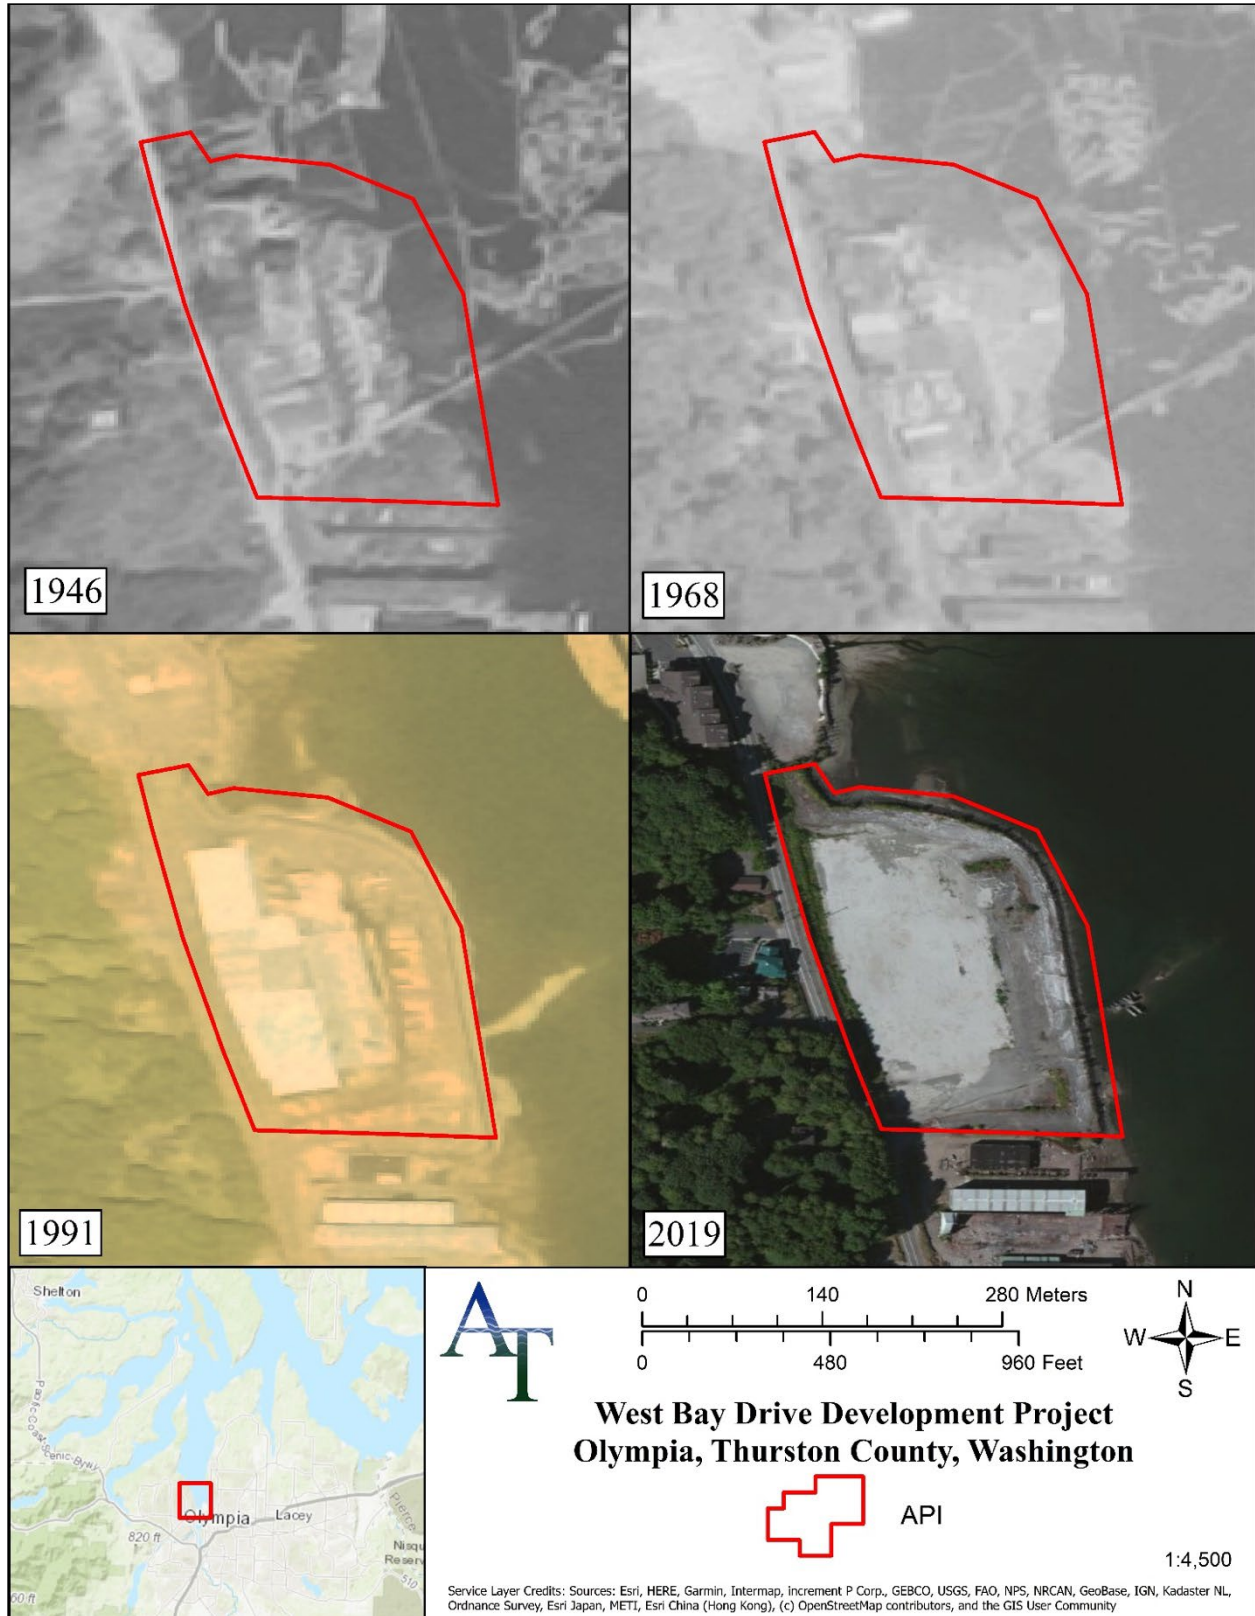 1946
1968
1991
2019
Shelton
Pacific-Coast-Scenic-Byway
Olympia
Lacey
820 ft
Pierce
Nisqu
Reserv
510
60 ft
AT
0 140 280 Meters
0 480 960 Feet
N
W E
S
West Bay Drive Development Project
Olympia, Thurston County, Washington
API
1:4,500
Service Layer Credits: Sources: Esri, HERE, Garmin, Intermap, increment P Corp., GEBCO, USGS, FAO, NPS, NRCAN, GeoBase, IGN, Kadaster NL,
Ordnance Survey, Esri Japan, METI, Esri China (Hong Kong), (c) OpenStreetMap contributors, and the GIS User Community